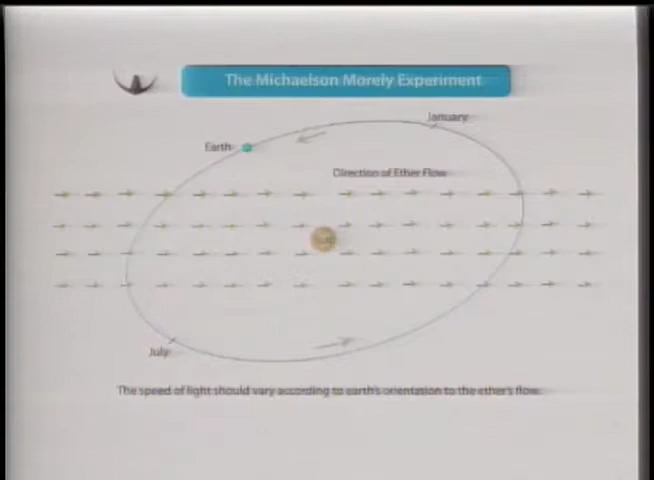 The Michaelson Morely Experiment
January
Earth
Direction of Ether Flow
July
The speed of light should vary according to earth's orientation to the ether's flow.